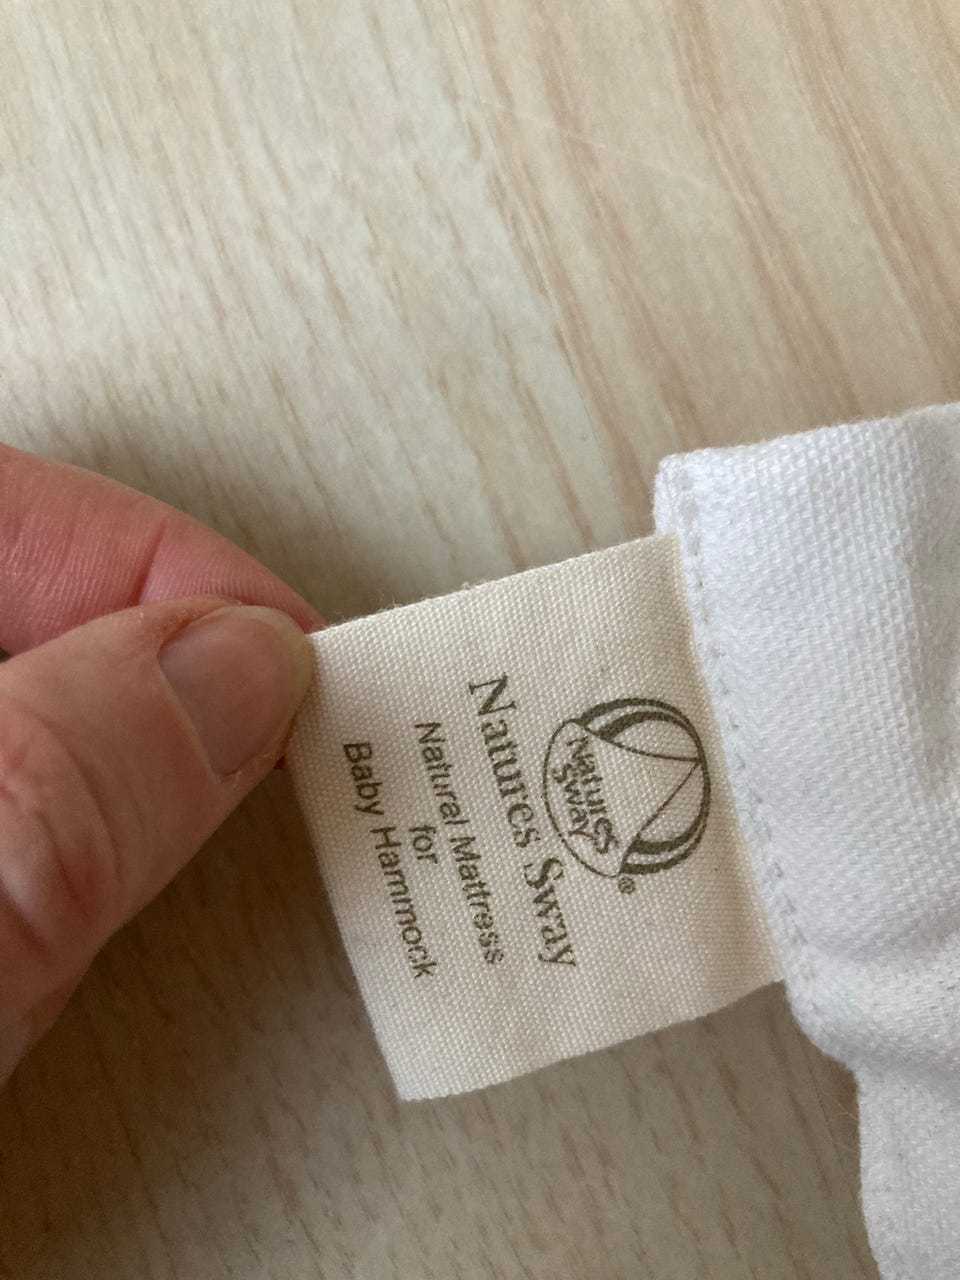 Natures
Sway
®
Natures Sway
Natural Mattress
for
Baby Hammock